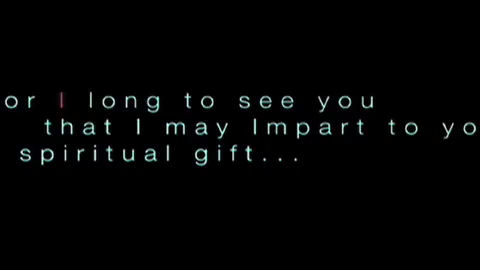 or I long to see you
that I may Impart to yo
spiritual gift...